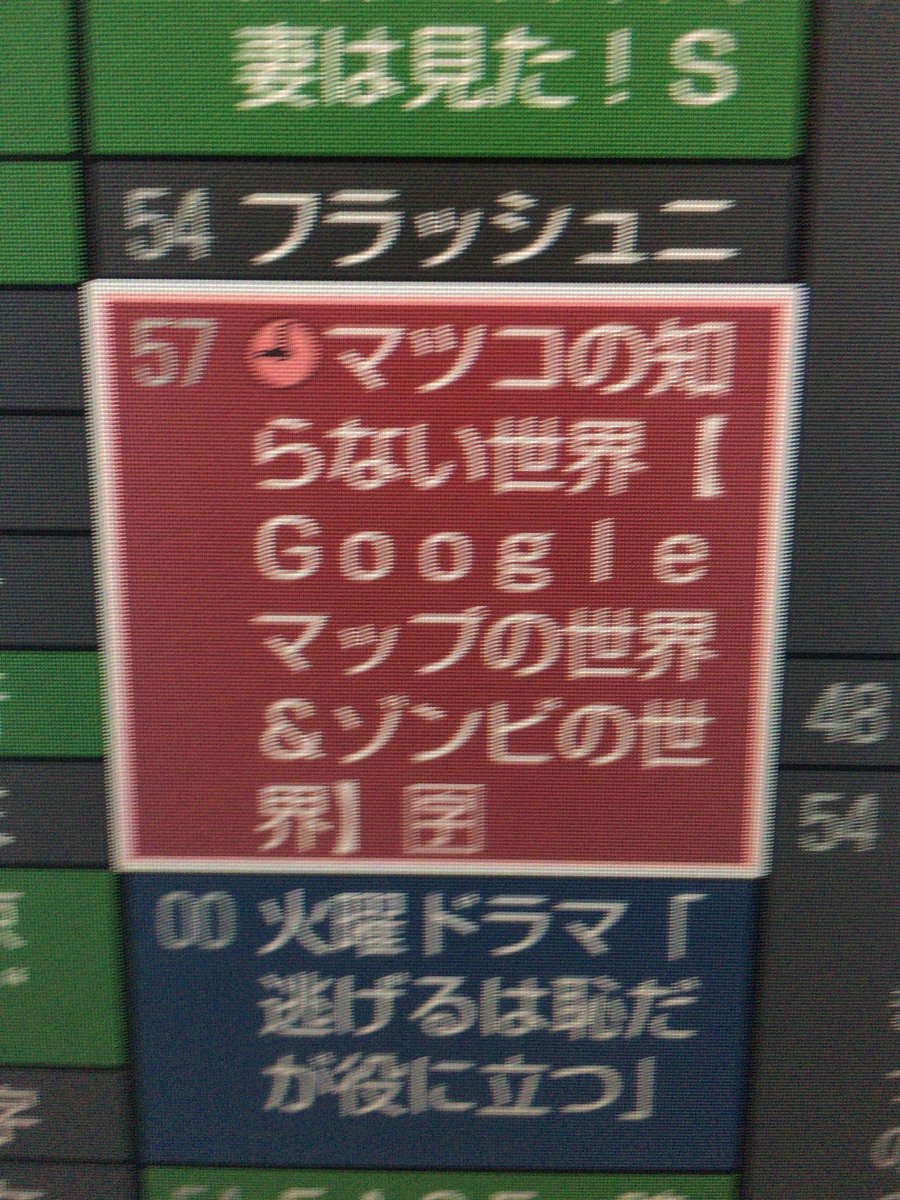 妻は見た！Ｓ
54 フラッシュニ
57 マツコの知
らない世界【
Ｇｏｏｇｌｅ
マップの世界
＆ゾンビの世
界】字
00 火曜ドラマ「
逃げるは恥だ
が役に立つ」
48
54